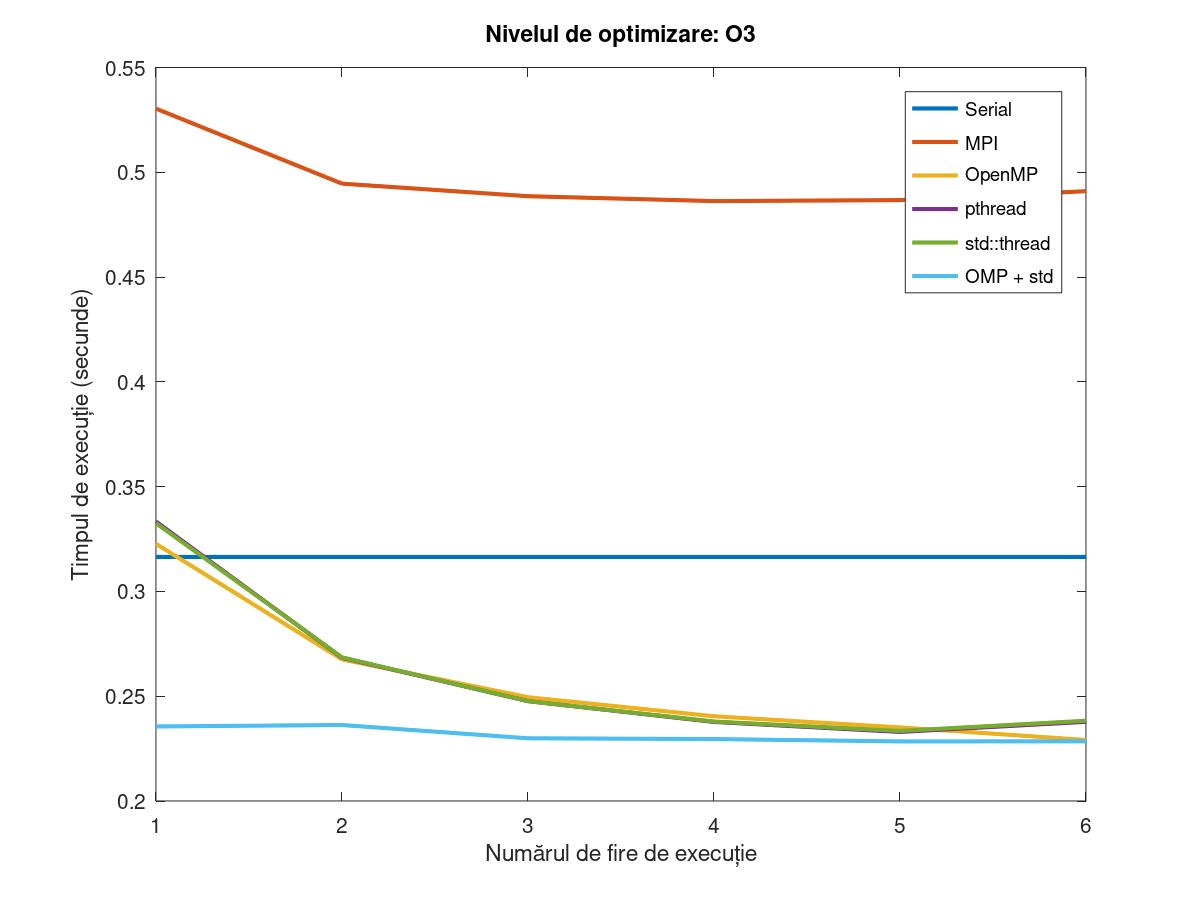 Nivelul de optimizare: O3
0.55
0.5
0.45
0.4
0.35
0.3
0.25
0.2
Timpul de execuție (secunde)
Serial
MPI
OpenMP
pthread
std::thread
OMP + std
1 2 3 4 5 6
Numărul de fire de execuție